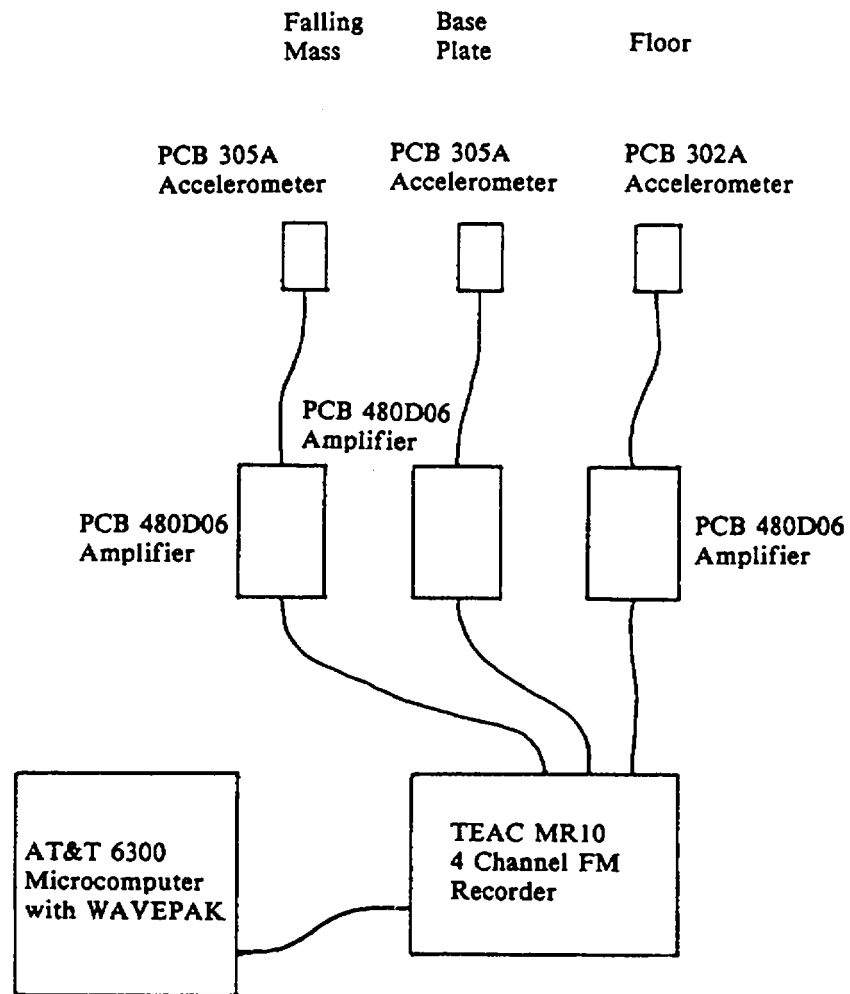 Falling
Mass
Base
Plate
Floor
PCB 305A
Accelerometer
PCB 305A
Accelerometer
PCB 302A
Accelerometer
PCB 480D06
Amplifier
PCB 480D06
Amplifier
PCB 480D06
Amplifier
AT&T 6300
Microcomputer
with WAVEPAK
TEAC MR10
4 Channel FM
Recorder